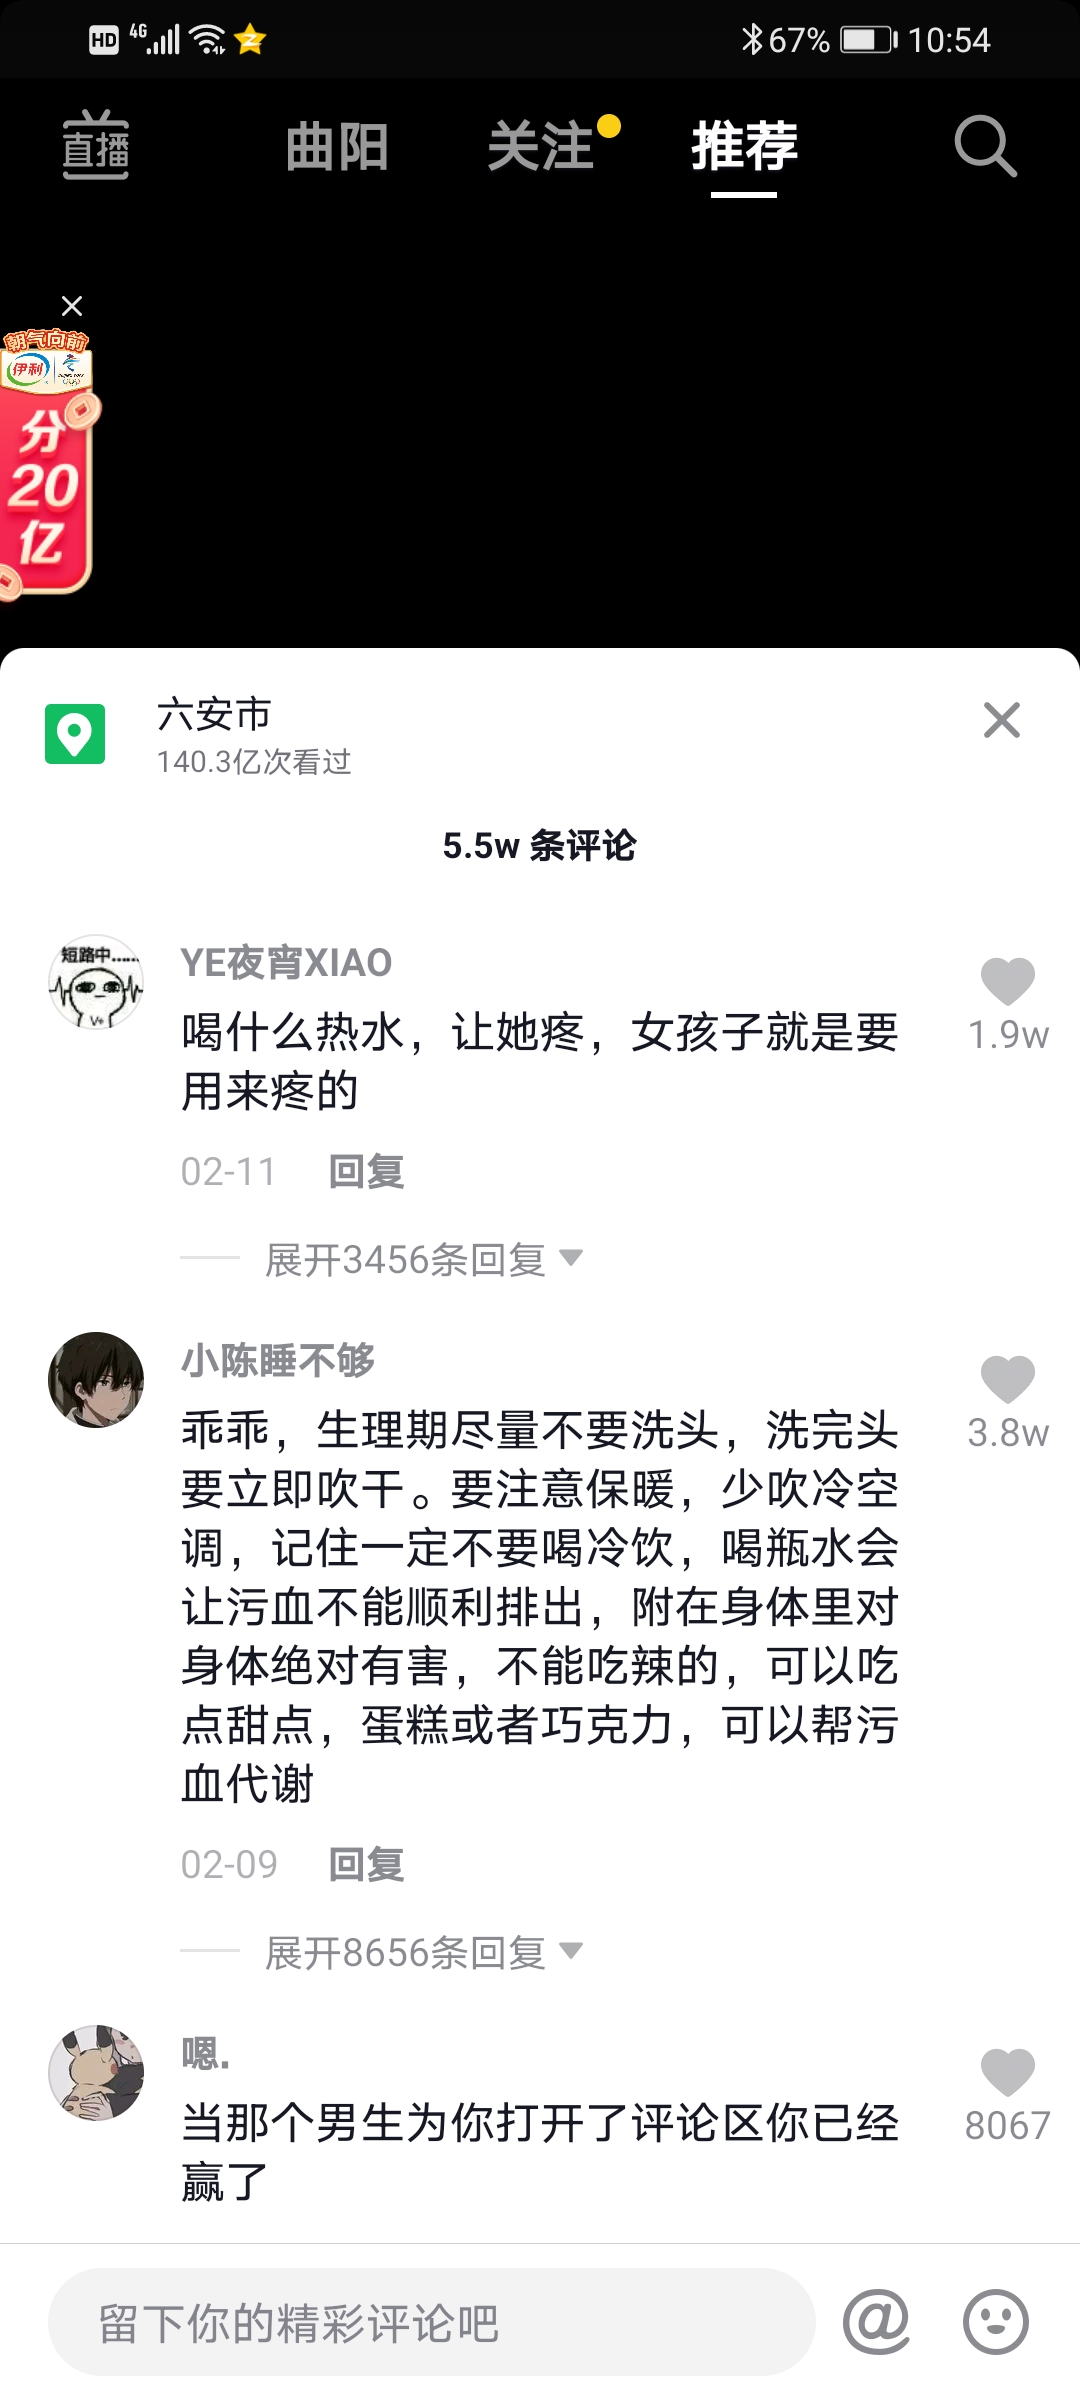 HD 4G 67% 10:54
直播 曲阳 关注 推荐
朝气向前
伊利
分
20
亿
六安市
140.3亿次看过
5.5w 条评论
短路中......
V+
YE夜宵XIAO
喝什么热水，让她疼，女孩子就是要
用来疼的
1.9w
02-11 回复
展开3456条回复
小陈睡不够
乖乖，生理期尽量不要洗头，洗完头
要立即吹干。要注意保暖，少吹冷空
调，记住一定不要喝冷饮，喝瓶水会
让污血不能顺利排出，附在身体里对
身体绝对有害，不能吃辣的，可以吃
点甜点，蛋糕或者巧克力，可以帮污
血代谢
3.8w
02-09 回复
展开8656条回复
嗯.
当那个男生为你打开了评论区你已经
赢了
8067
留下你的精彩评论吧 @